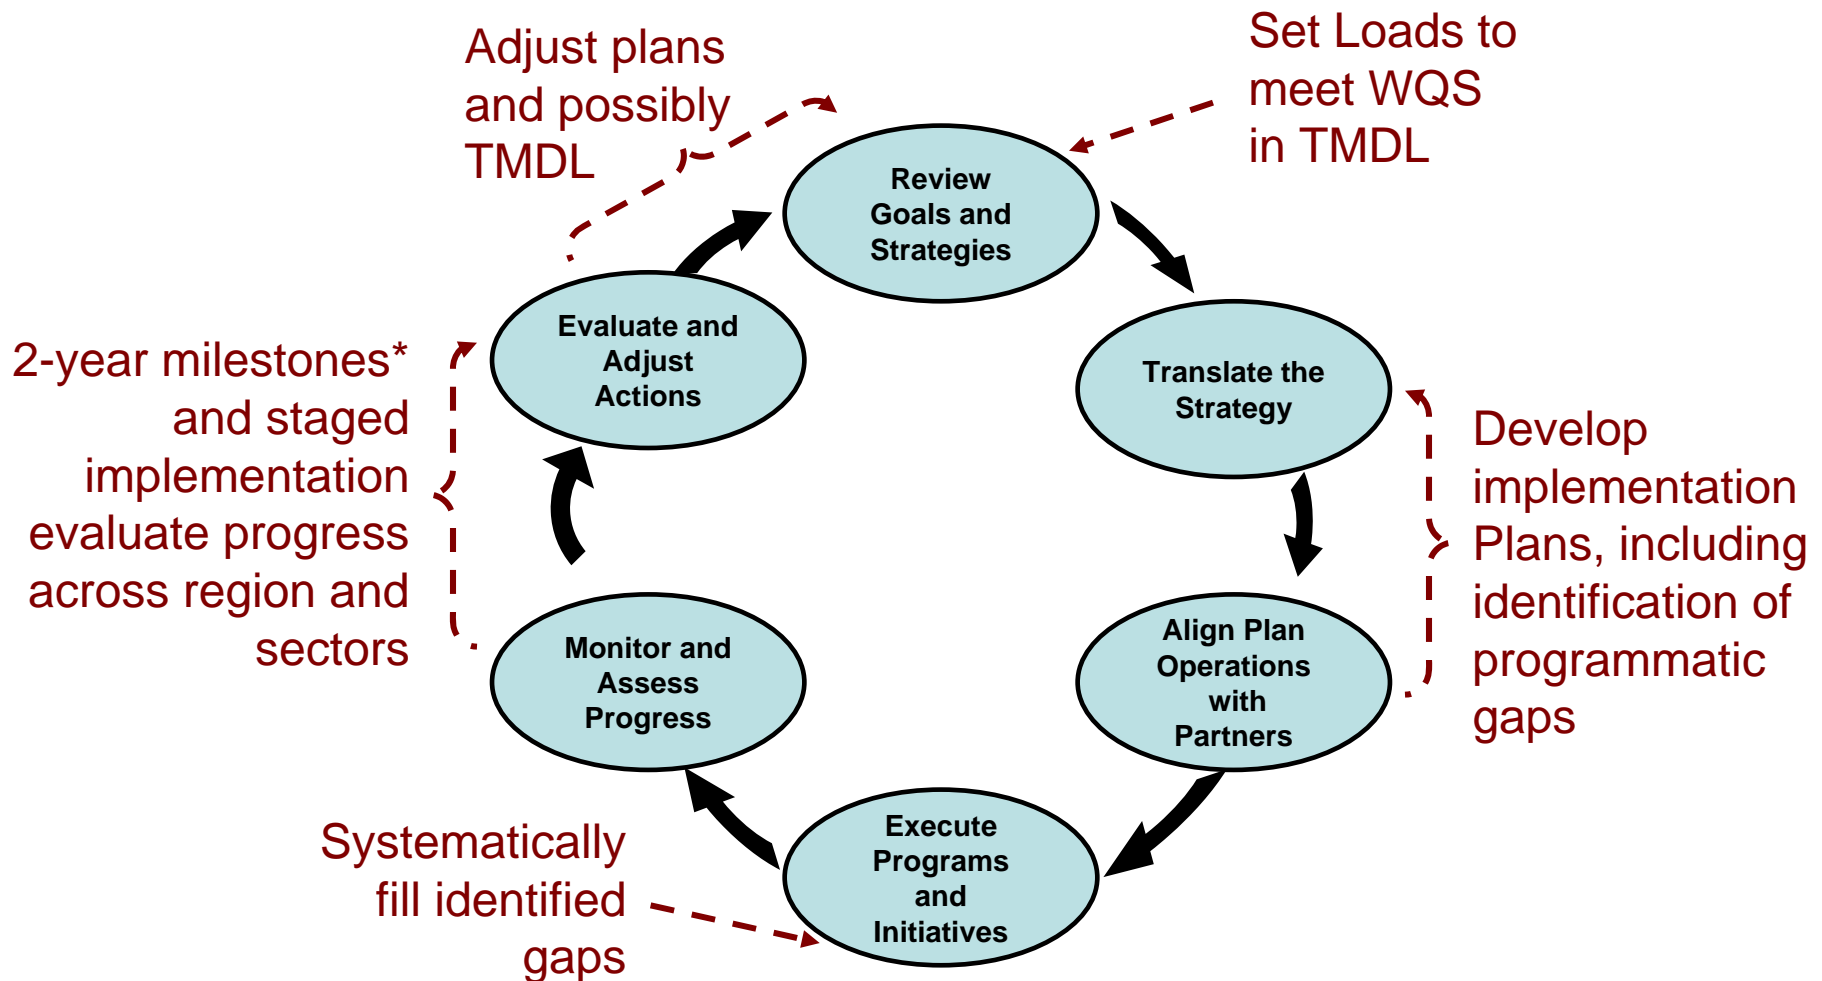 Adjust plans
and possibly
TMDL
Set Loads to
meet WQS
in TMDL
Review
Goals and
Strategies
Evaluate and
Adjust
Actions
Translate the
Strategy
2-year milestones*
and staged
implementation
evaluate progress
across region and
sectors
Develop
implementation
Plans, including
identification of
programmatic
gaps
Monitor and
Assess
Progress
Align Plan
Operations
with
Partners
Execute
Programs
and
Initiatives
Systematically
fill identified
gaps